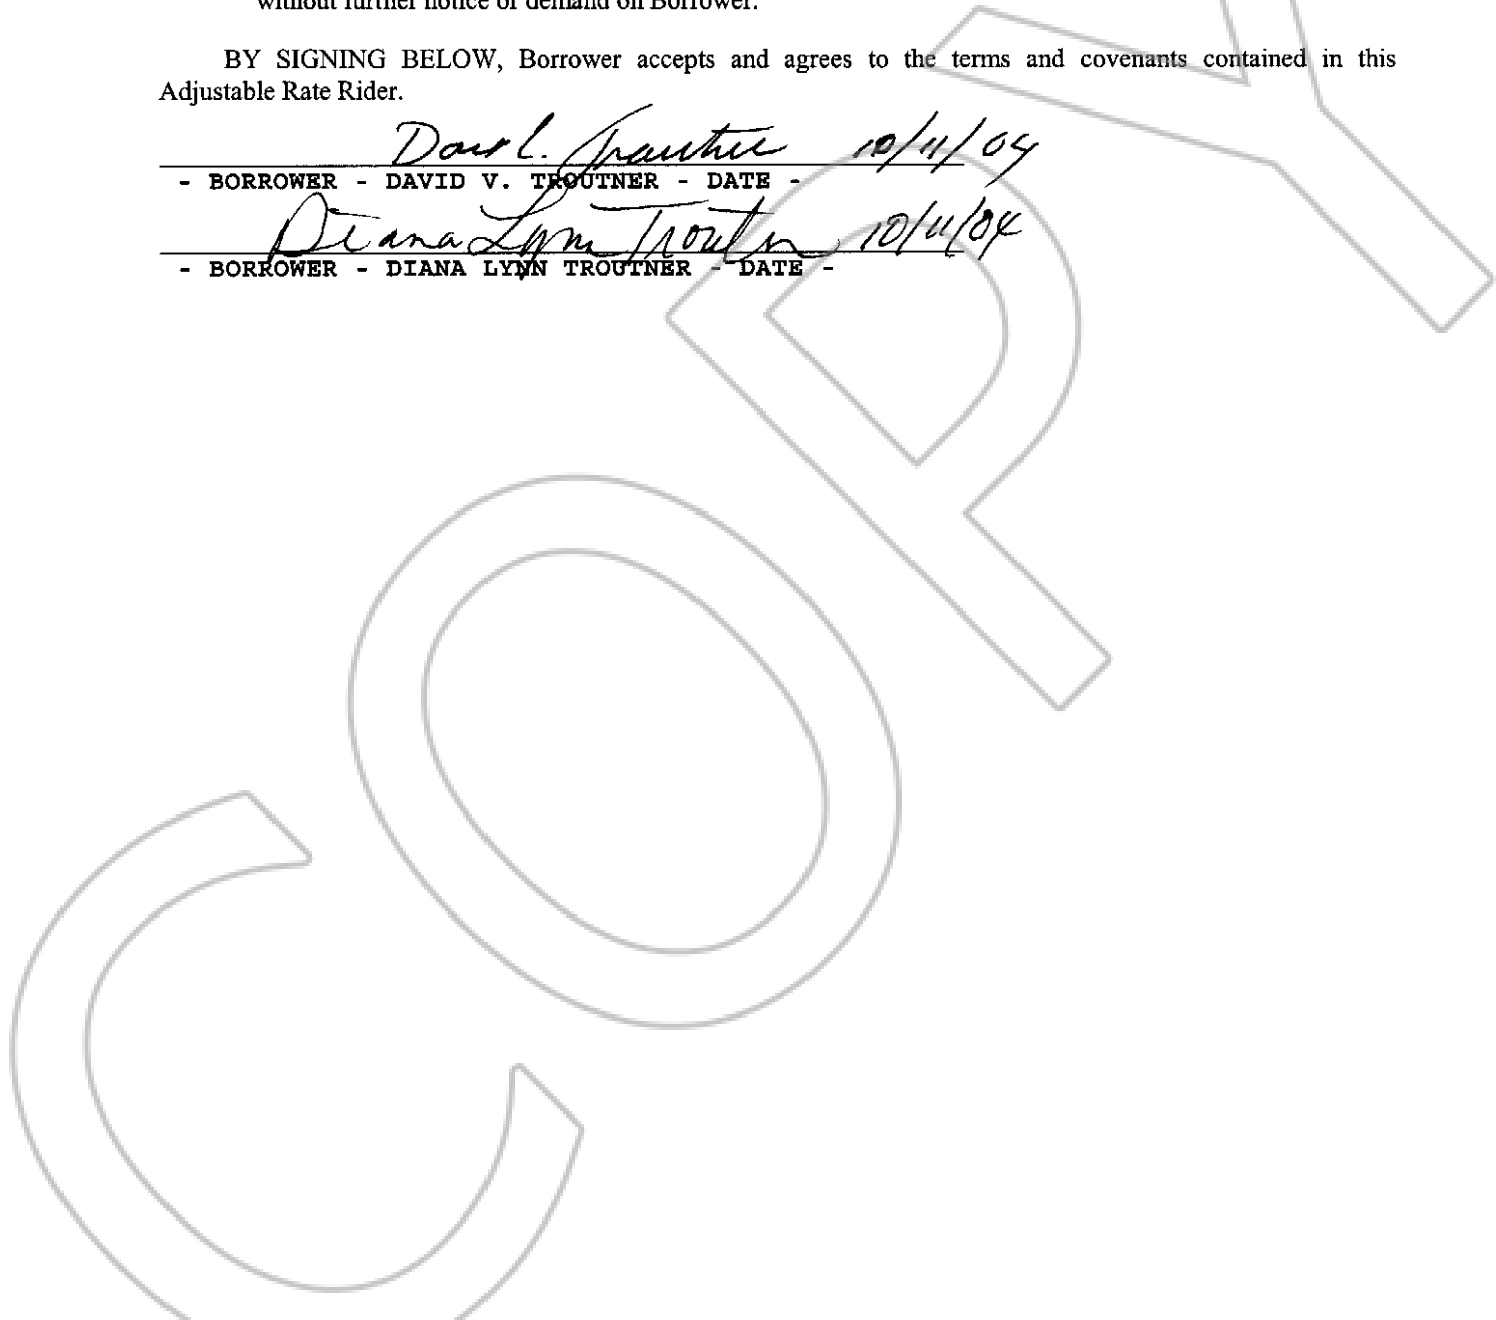 without further notice or demand on Borrower.
BY SIGNING BELOW, Borrower accepts and agrees to the terms and covenants contained in this
Adjustable Rate Rider.
10/11/04
- BORROWER - DAVID V. TROUTNER - DATE -
Diana Lynn Troutner 10/11/04
- BORROWER - DIANA LYNN TROUTNER - DATE -
COPY